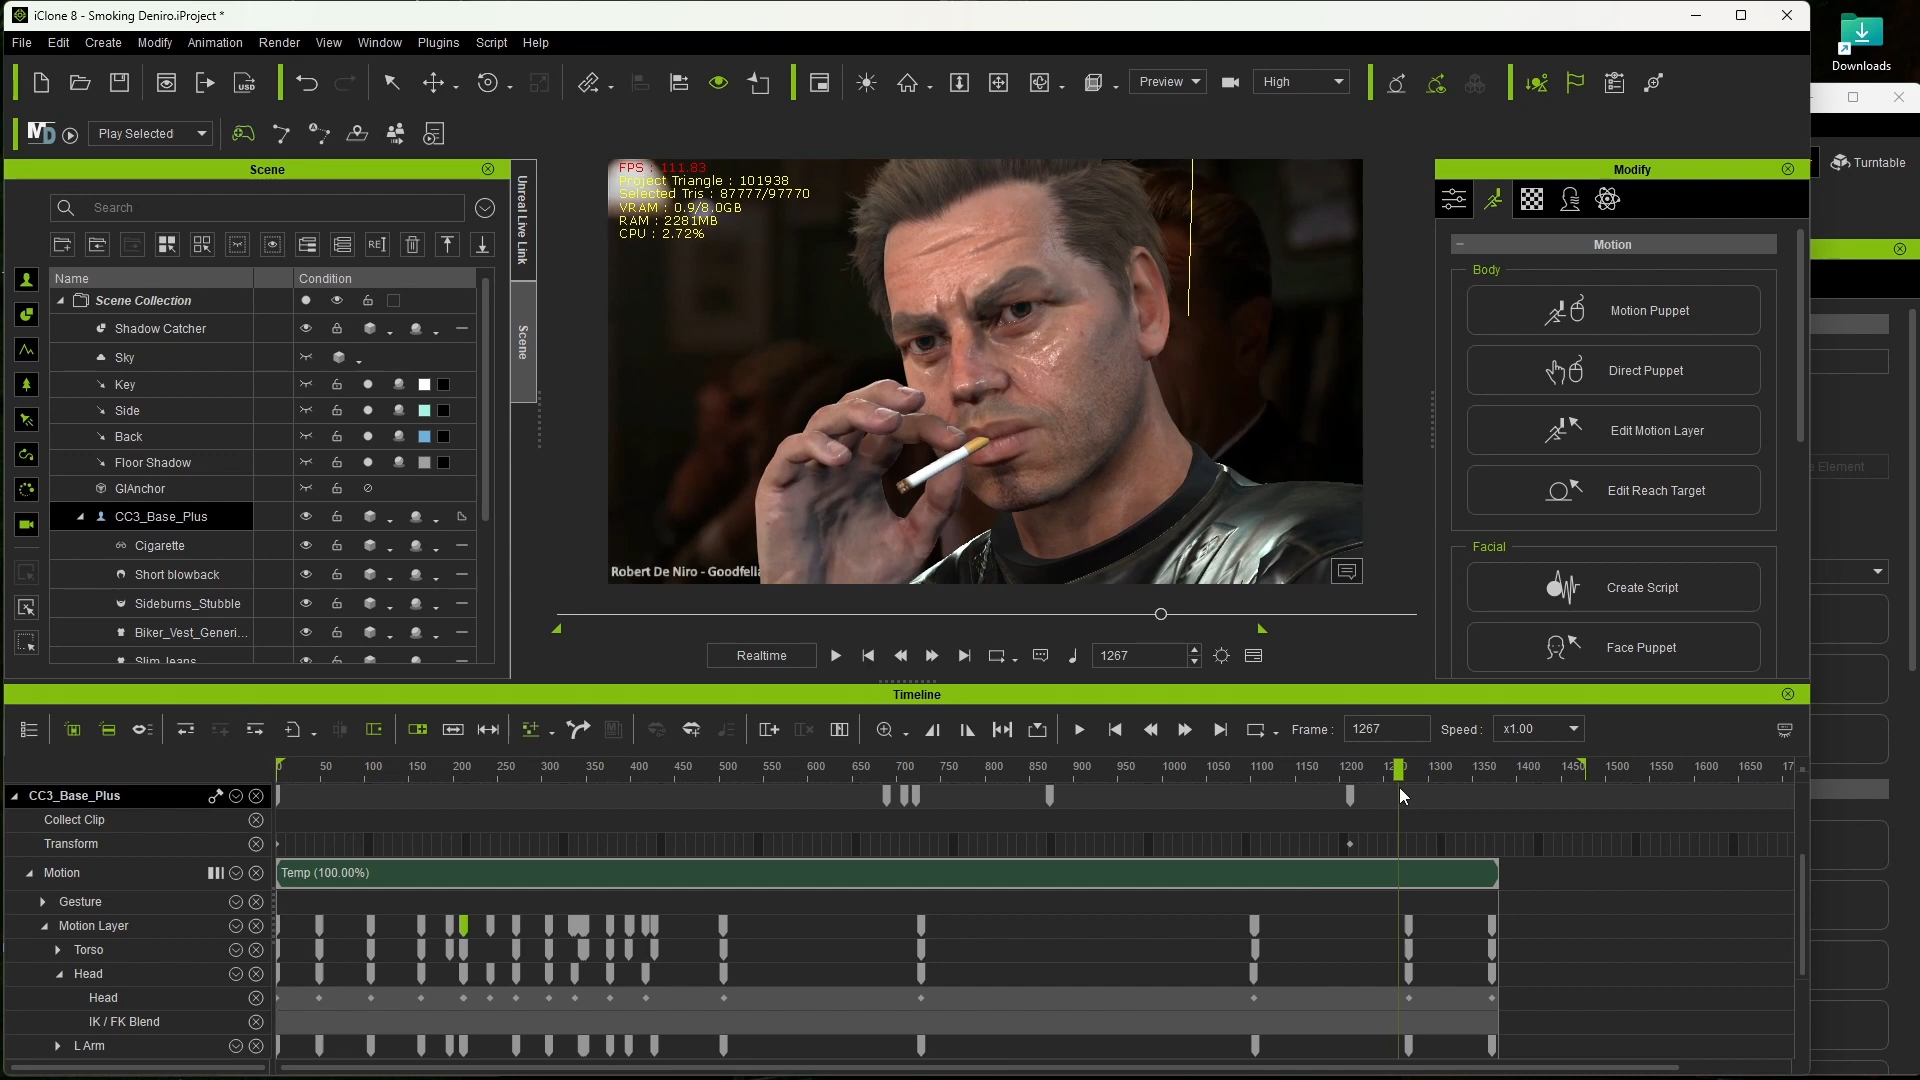 iClone 8 - Smoking Deniro.iProject *
File Edit Create Modify Animation Render View Window Plugins Script Help
Downloads
USD
Preview
High
MD
Play Selected
Turntable
Scene
Search
REI
Name
Condition
Scene Collection
Shadow Catcher
Sky
Key
Side
Back
Floor Shadow
GIAnchor
CC3_Base_Plus
Cigarette
Short blowback
Sideburns_Stubble
Biker_Vest_Generi...
Slim Jeans
Unreal Live Link
Scene
FPS : 111.83
Project Triangle : 101938
Selected Tris : 87777/97770
VRAM : 0.9/8.0GB
RAM : 2281MB
CPU : 2.72%
Robert De Niro - Goodfella
Realtime
1267
Modify
Motion
Body
Motion Puppet
Direct Puppet
Edit Motion Layer
Edit Reach Target
Facial
Create Script
Face Puppet
e Element
Timeline
Frame : 1267 Speed : x1.00
0 50 100 150 200 250 300 350 400 450 500 550 600 650 700 750 800 850 900 950 1000 1050 1100 1150 1200 1300 1350 1400 1450 1500 1550 1600 1650 17
CC3_Base_Plus
Collect Clip
Transform
Motion
Temp (100.00%)
Gesture
Motion Layer
Torso
Head
Head
IK / FK Blend
L Arm